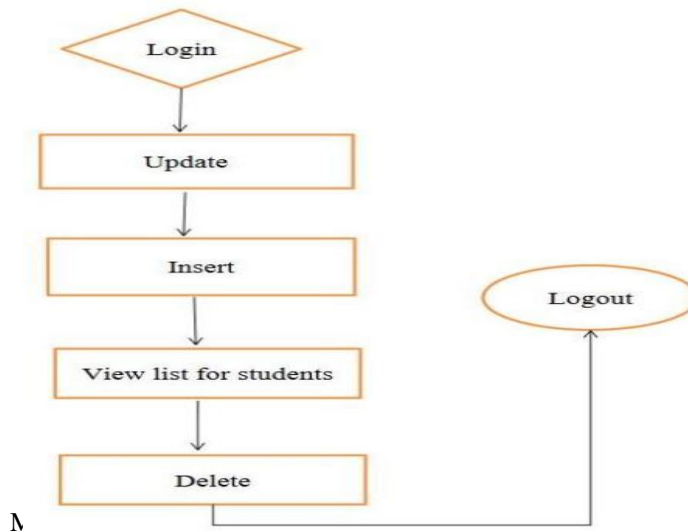 Login
Update
Insert
Logout
View list for students
Delete